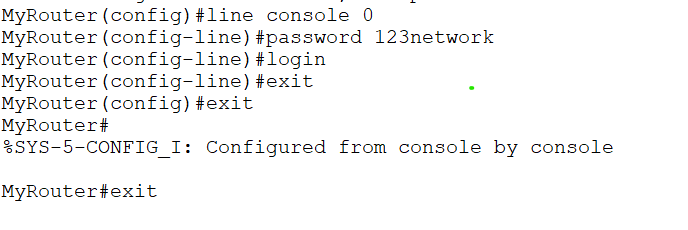 MyRouter(config)#line console 0
MyRouter(config-line)#password 123network
MyRouter(config-line)#login
MyRouter(config-line)#exit
MyRouter(config)#exit
MyRouter#
%SYS-5-CONFIG_I: Configured from console by console
MyRouter#exit